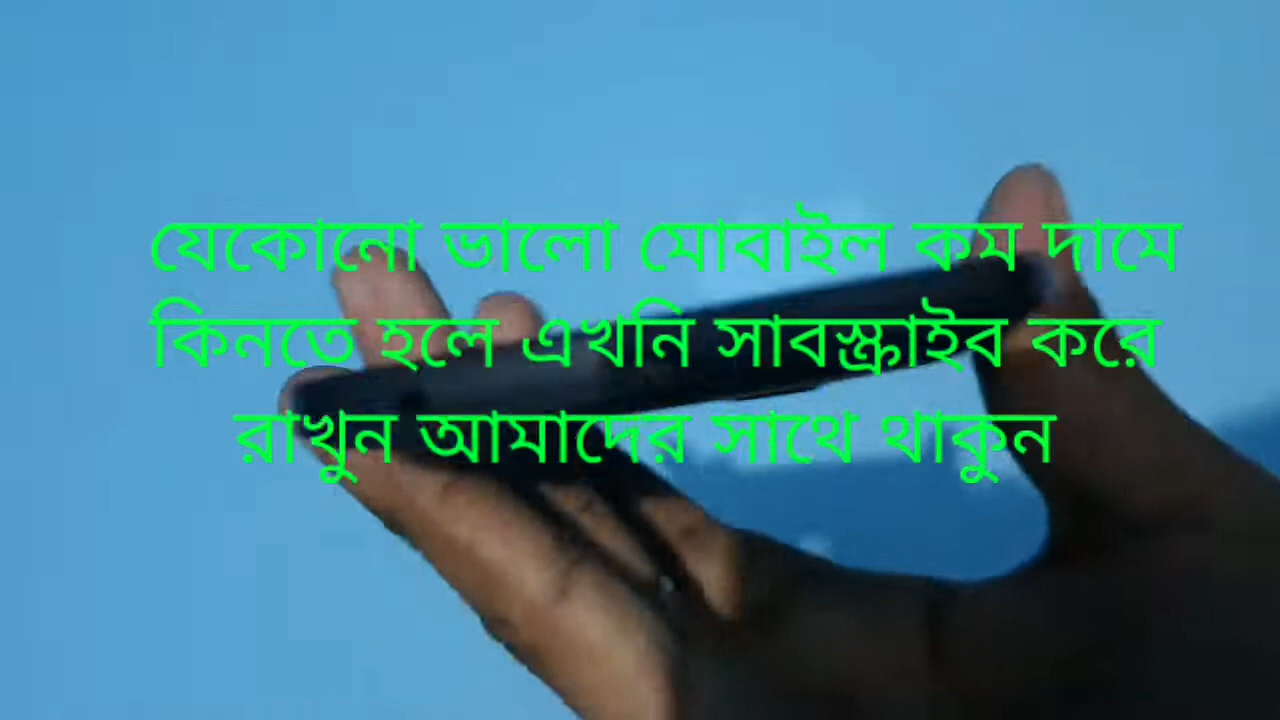 যেকোনো ভালো মোবাইল কম দামে
কিনতে হলে এখনি সাবস্ক্রাইব করে
রাখুন আমাদের সাথে থাকুন